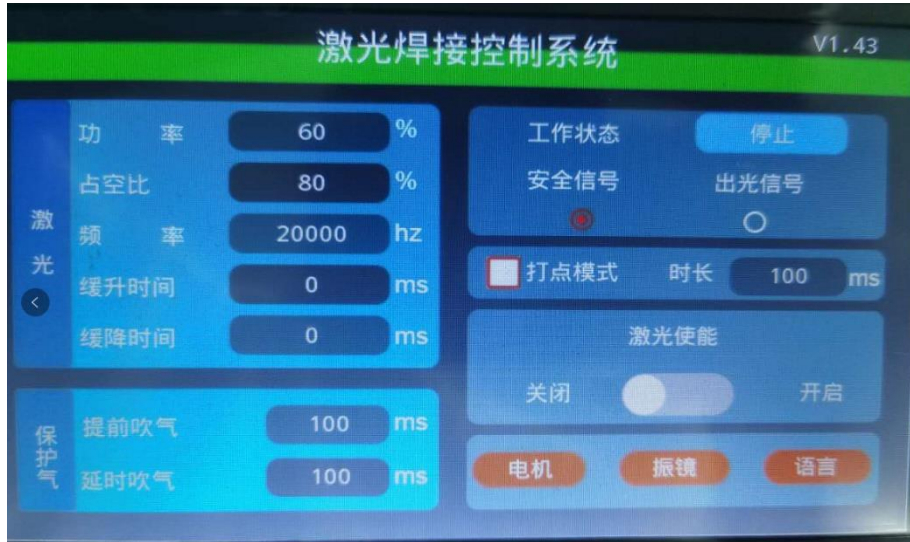 激光焊接控制系统 V1.43
激光
功 率 60 %
占空比 80 %
频 率 20000 hz
缓升时间 0 ms
缓降时间 0 ms
保护气
提前吹气 100 ms
延时吹气 100 ms
工作状态 停止
安全信号 出光信号
打点模式 时长 100 ms
激光使能
关闭 开启
电机 振镜 语言